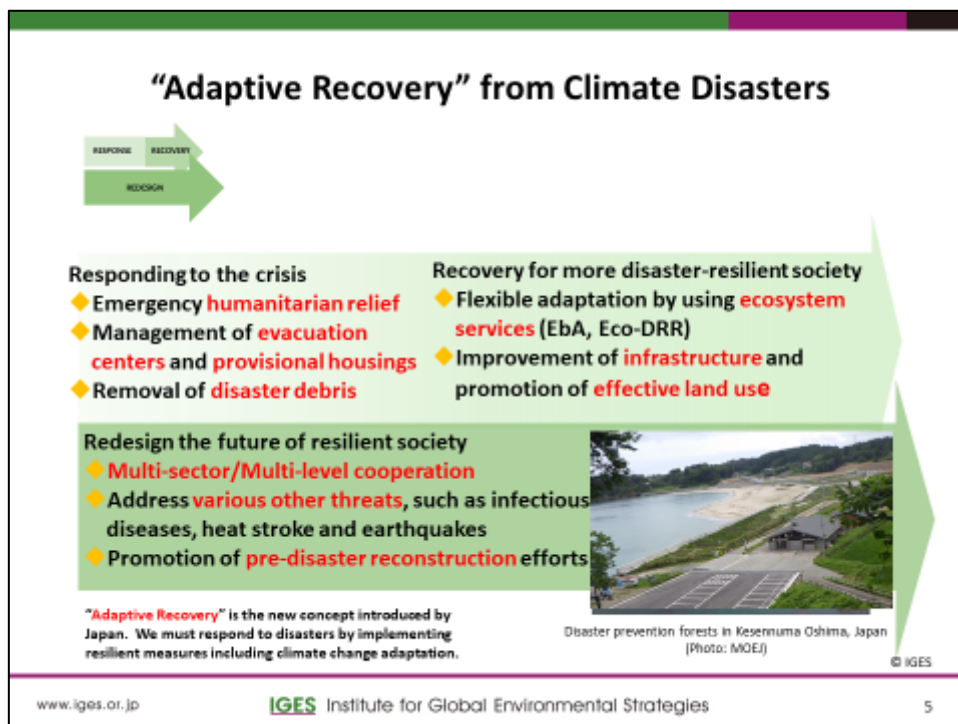 “Adaptive Recovery” from Climate Disasters
RESPONSE
RECOVERY
REDESIGN
Responding to the crisis
Emergency humanitarian relief
Management of evacuation
centers and provisional housings
Removal of disaster debris
Recovery for more disaster-resilient society
Flexible adaptation by using ecosystem
services (EbA, Eco-DRR)
Improvement of infrastructure and
promotion of effective land use
Redesign the future of resilient society
Multi-sector/Multi-level cooperation
Address various other threats, such as infectious
diseases, heat stroke and earthquakes
Promotion of pre-disaster reconstruction efforts
“Adaptive Recovery” is the new concept introduced by
Japan. We must respond to disasters by implementing
resilient measures including climate change adaptation.
Disaster prevention forests in Kesennuma Oshima, Japan
(Photo: MOEJ)
© IGES
www.iges.or.jp
IGES Institute for Global Environmental Strategies
5